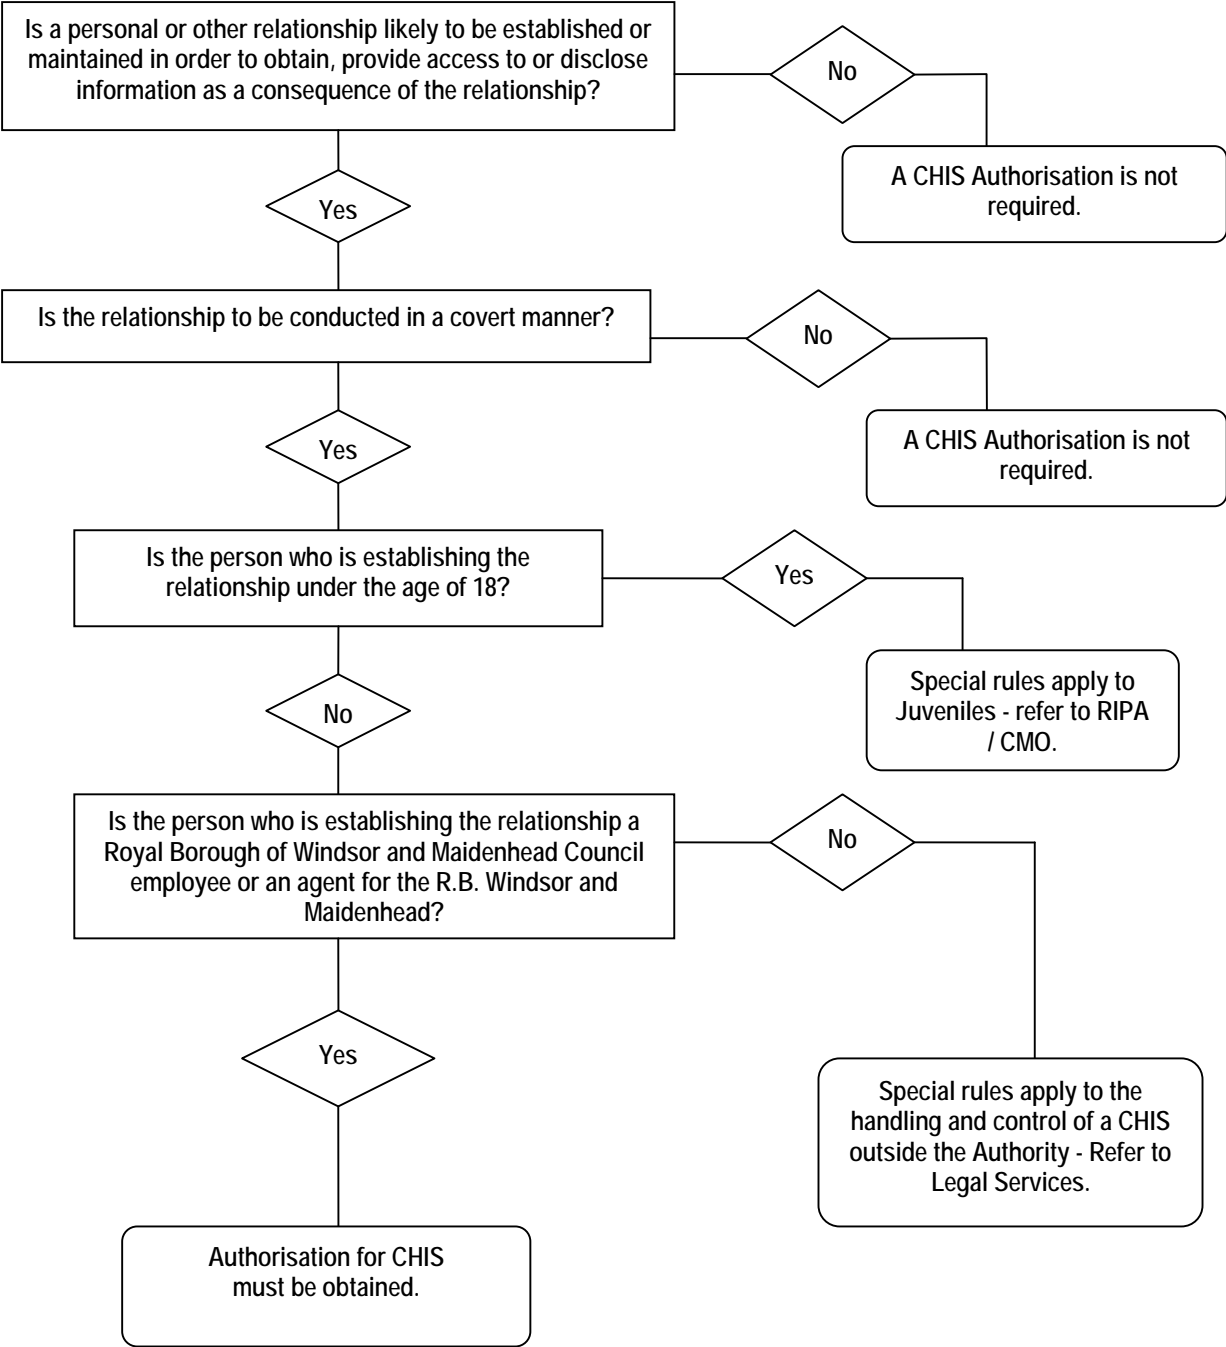 Is a personal or other relationship likely to be established or
maintained in order to obtain, provide access to or disclose
information as a consequence of the relationship?
No
A CHIS Authorisation is not
required.
Yes
Is the relationship to be conducted in a covert manner?
No
A CHIS Authorisation is not
required.
Yes
Is the person who is establishing the
relationship under the age of 18?
Yes
Special rules apply to
Juveniles - refer to RIPA
/ CMO.
No
Is the person who is establishing the relationship a
Royal Borough of Windsor and Maidenhead Council
employee or an agent for the R.B. Windsor and
Maidenhead?
No
Special rules apply to the
handling and control of a CHIS
outside the Authority - Refer to
Legal Services.
Yes
Authorisation for CHIS
must be obtained.